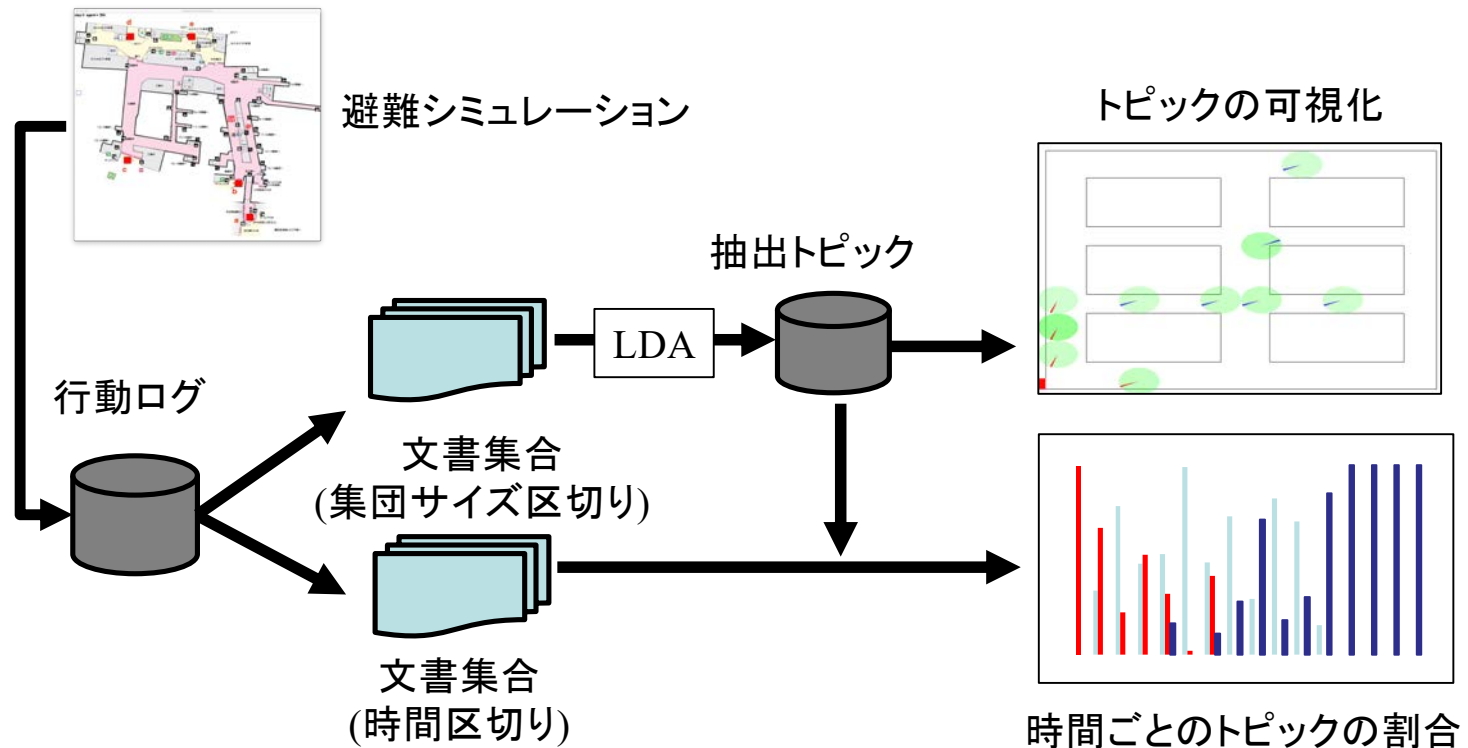 避難シミュレーション
トピックの可視化
抽出トピック
LDA
行動ログ
文書集合
(集団サイズ区切り)
文書集合
(時間区切り)
時間ごとのトピックの割合
d
e
c
b
a